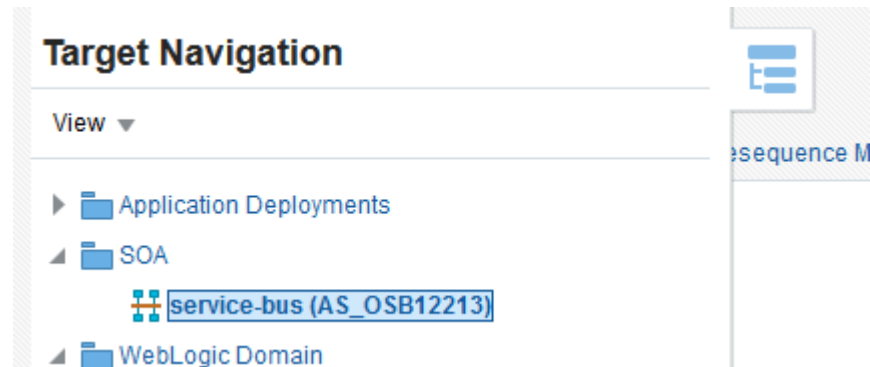 Target Navigation
View
esequence M
Application Deployments
SOA
service-bus (AS_OSB12213)
WebLogic Domain